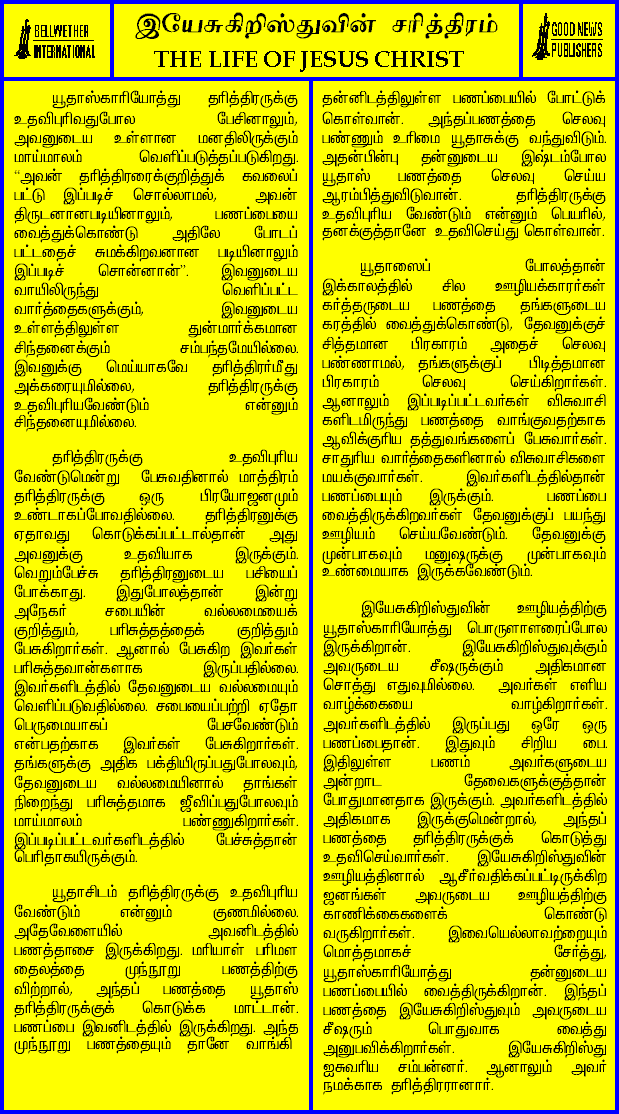 BELLWETHER
INTERNATIONAL
இயேசுகிறிஸ்துவின் சரித்திரம்
THE LIFE OF JESUS CHRIST
GOOD NEWS
PUBLISHERS
யூதாஸ்காரியோத்து தரித்திரருக்கு
உதவிபுரிவதுபோல பேசினாலும்,
அவனுடைய உள்ளான மனதிலிருக்கும்
மாய்மாலம் வெளிப்படுத்தப்படுகிறது.
“அவன் தரித்திரரைக்குறித்துக் கவலைப்
பட்டு இப்படிச் சொல்லாமல், அவன்
திருடனானபடியினாலும், பணப்பையை
வைத்துக்கொண்டு அதிலே போடப்
பட்டதைச் சுமக்கிறவனான படியினாலும்
இப்படிச் சொன்னான்”. இவனுடைய
வாயிலிருந்து வெளிப்பட்ட
வார்த்தைகளுக்கும், இவனுடைய
உள்ளத்திலுள்ள துன்மார்க்கமான
சிந்தனைக்கும் சம்பந்தமேயில்லை.
இவனுக்கு மெய்யாகவே தரித்திரர்மீது
அக்கரையுமில்லை, தரித்திரருக்கு
உதவிபுரியவேண்டும் என்னும்
சிந்தனையுமில்லை.
தரித்திரருக்கு உதவிபுரிய
வேண்டுமென்று பேசுவதினால் மாத்திரம்
தரித்திரருக்கு ஒரு பிரயோஜனமும்
உண்டாகப்போவதில்லை. தரித்திரனுக்கு
ஏதாவது கொடுக்கப்பட்டால்தான் அது
அவனுக்கு உதவியாக இருக்கும்.
வெறும்பேச்சு தரித்திரனுடைய பசியைப்
போக்காது. இதுபோலத்தான் இன்று
அநேகர் சபையின் வல்லமையைக்
குறித்தும், பரிசுத்தத்தைக் குறித்தும்
பேசுகிறார்கள். ஆனால் பேசுகிற இவர்கள்
பரிசுத்தவான்களாக இருப்பதில்லை.
இவர்களிடத்தில் தேவனுடைய வல்லமையும்
வெளிப்படுவதில்லை. சபையைப்பற்றி ஏதோ
பெருமையாகப் பேசவேண்டும்
என்பதற்காக இவர்கள் பேசுகிறார்கள்.
தங்களுக்கு அதிக பக்தியிருப்பதுபோலவும்,
தேவனுடைய வல்லமையினால் தாங்கள்
நிறைந்து பரிசுத்தமாக ஜீவிப்பதுபோலவும்
மாய்மாலம் பண்ணுகிறார்கள்.
இப்படிப்பட்டவர்களிடத்தில் பேச்சுத்தான்
பெரிதாகயிருக்கும்.
யூதாசிடம் தரித்திரருக்கு உதவிபுரிய
வேண்டும் என்னும் குணமில்லை.
அதேவேளையில் அவனிடத்தில்
பணத்தாசை இருக்கிறது. மரியாள் பரிமள
தைலத்தை முந்நூறு பணத்திற்கு
விற்றால், அந்தப் பணத்தை யூதாஸ்
தரித்திரருக்குக் கொடுக்க மாட்டான்.
பணப்பை இவனிடத்தில் இருக்கிறது. அந்த
முந்நூறு பணத்தையும் தானே வாங்கி
தன்னிடத்திலுள்ள பணப்பையில் போட்டுக்
கொள்வான். அந்தப்பணத்தை செலவு
பண்ணும் உரிமை யூதாசுக்கு வந்துவிடும்.
அதன்பின்பு தன்னுடைய இஷ்டம்போல
யூதாஸ் பணத்தை செலவு செய்ய
ஆரம்பித்துவிடுவான். தரித்திரருக்கு
உதவிபுரிய வேண்டும் என்னும் பெயரில்,
தனக்குத்தானே உதவிசெய்து கொள்வான்.
யூதாஸைப் போலத்தான்
இக்காலத்தில் சில ஊழியக்காரர்கள்
கர்த்தருடைய பணத்தை தங்களுடைய
கரத்தில் வைத்துக்கொண்டு, தேவனுக்குச்
சித்தமான பிரகாரம் அதைச் செலவு
பண்ணாமல், தங்களுக்குப் பிடித்தமான
பிரகாரம் செலவு செய்கிறார்கள்.
ஆனாலும் இப்படிப்பட்டவர்கள் விசுவாசி
களிடமிருந்து பணத்தை வாங்குவதற்காக
ஆவிக்குரிய தத்துவங்களைப் பேசுவார்கள்.
சாதுரிய வார்த்தைகளினால் விசுவாசிகளை
மயக்குவார்கள். இவர்களிடத்தில்தான்
பணப்பையும் இருக்கும். பணப்பை
வைத்திருக்கிறவர்கள் தேவனுக்குப் பயந்து
ஊழியம் செய்யவேண்டும். தேவனுக்கு
முன்பாகவும் மனுஷருக்கு முன்பாகவும்
உண்மையாக இருக்கவேண்டும்.
இயேசுகிறிஸ்துவின் ஊழியத்திற்கு
யூதாஸ்காரியோத்து பொருளாளரைப்போல
இருக்கிறான். இயேசுகிறிஸ்துவுக்கும்
அவருடைய சீஷருக்கும் அதிகமான
சொத்து எதுவுமில்லை. அவர்கள் எளிய
வாழ்க்கையை வாழ்கிறார்கள்.
அவர்களிடத்தில் இருப்பது ஒரே ஒரு
பணப்பைதான். இதுவும் சிறிய பை.
இதிலுள்ள பணம் அவர்களுடைய
அன்றாட தேவைகளுக்குத்தான்
போதுமானதாக இருக்கும். அவர்களிடத்தில்
அதிகமாக இருக்குமென்றால், அந்தப்
பணத்தை தரித்திரருக்குக் கொடுத்து
உதவிசெய்வார்கள். இயேசுகிறிஸ்துவின்
ஊழியத்தினால் ஆசீர்வதிக்கப்பட்டிருக்கிற
ஜனங்கள் அவருடைய ஊழியத்திற்கு
காணிக்கைகளைக் கொண்டு
வருகிறார்கள். இவையெல்லாவற்றையும்
மொத்தமாகச் சேர்த்து,
யூதாஸ்காரியோத்து தன்னுடைய
பணப்பையில் வைத்திருக்கிறான். இந்தப்
பணத்தை இயேசுகிறிஸ்துவும் அவருடைய
சீஷரும் பொதுவாக வைத்து
அனுபவிக்கிறார்கள். இயேசுகிறிஸ்து
ஐசுவரிய சம்பன்னர். ஆனாலும் அவர்
நமக்காக தரித்திரரானார்.